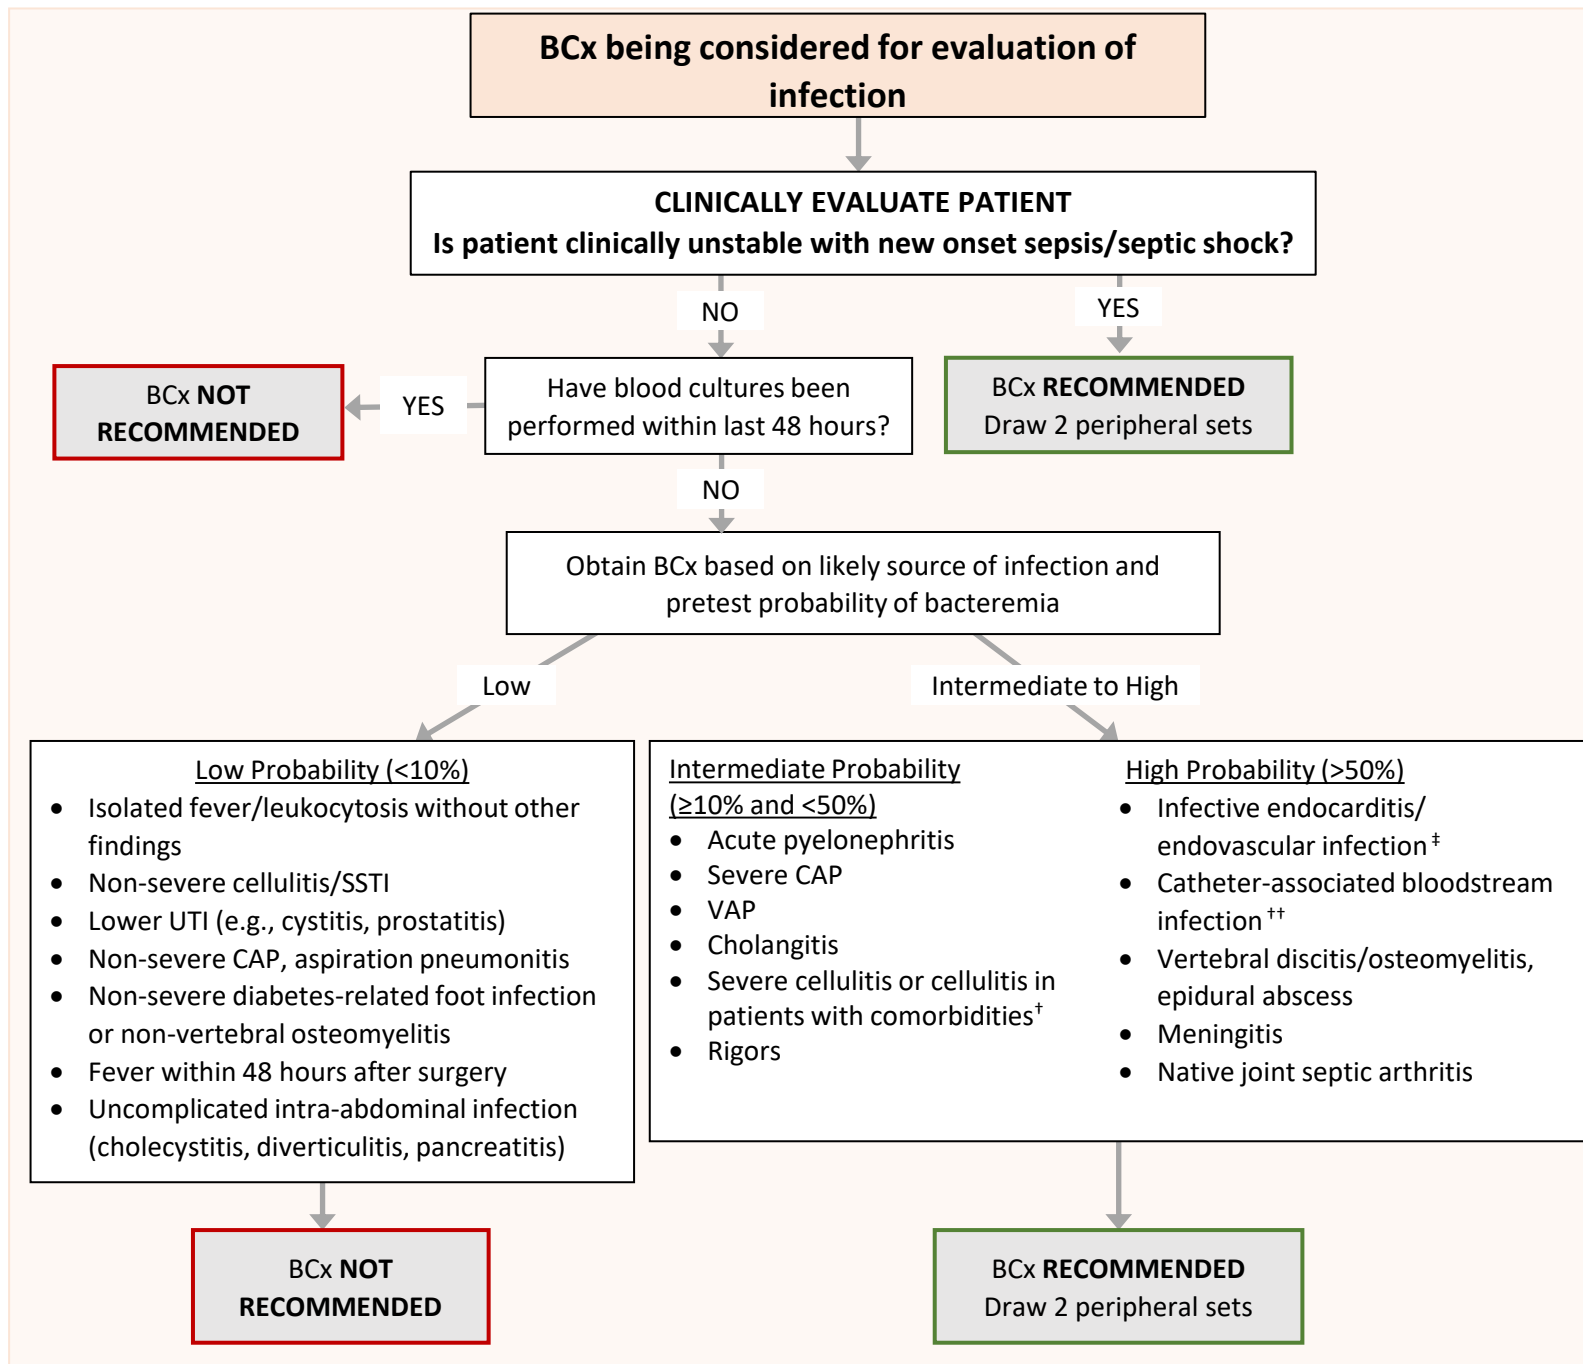 BCx being considered for evaluation of
infection
CLINICALLY EVALUATE PATIENT
Is patient clinically unstable with new onset sepsis/septic shock?
NO
YES
BCx NOT
RECOMMENDED
YES
Have blood cultures been
performed within last 48 hours?
BCx RECOMMENDED
Draw 2 peripheral sets
NO
Obtain BCx based on likely source of infection and
pretest probability of bacteremia
Low
Intermediate to High
Low Probability (<10%)
• Isolated fever/leukocytosis without other
findings
• Non-severe cellulitis/SSTI
• Lower UTI (e.g., cystitis, prostatitis)
• Non-severe CAP, aspiration pneumonitis
• Non-severe diabetes-related foot infection
or non-vertebral osteomyelitis
• Fever within 48 hours after surgery
• Uncomplicated intra-abdominal infection
(cholecystitis, diverticulitis, pancreatitis)
Intermediate Probability
(≥10% and <50%)
• Acute pyelonephritis
• Severe CAP
• VAP
• Cholangitis
• Severe cellulitis or cellulitis in
patients with comorbidities†
• Rigors
High Probability (>50%)
• Infective endocarditis/
endovascular infection ‡
• Catheter-associated bloodstream
infection ††
• Vertebral discitis/osteomyelitis,
epidural abscess
• Meningitis
• Native joint septic arthritis
BCx NOT
RECOMMENDED
BCx RECOMMENDED
Draw 2 peripheral sets